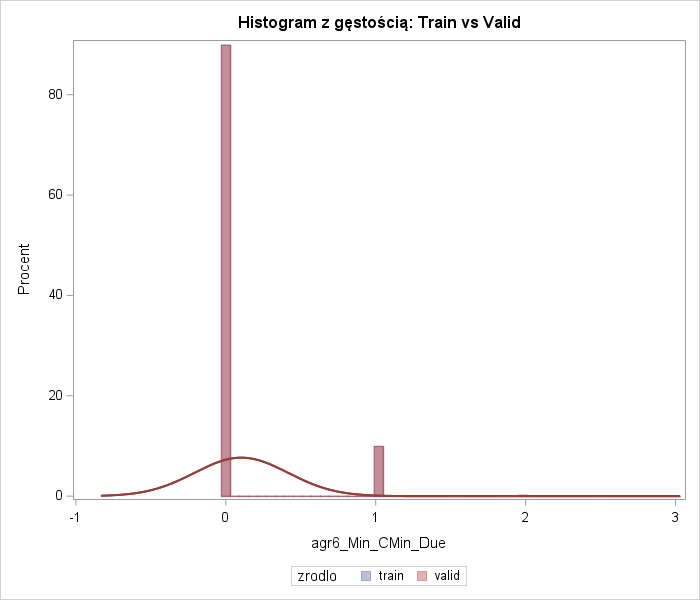 Histogram z gęstością: Train vs Valid
80
60
40
20
0
Procent
-1 0 1 2 3
agr6_Min_CMin_Due
zrodlo train valid